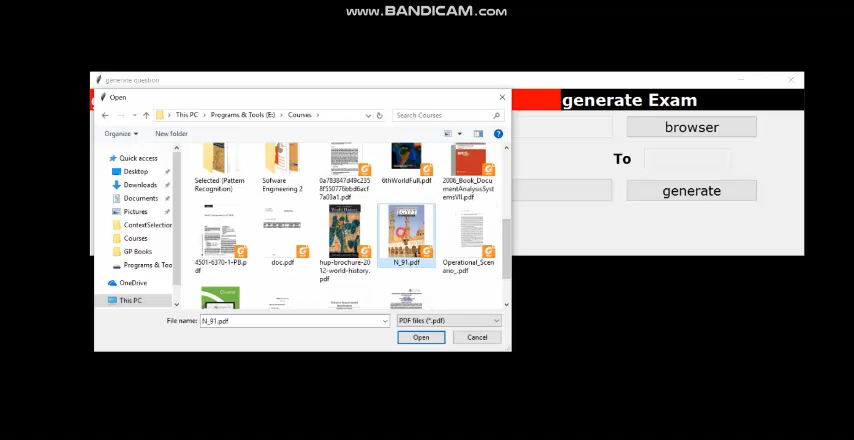 www.BANDICAM.com
generate question
Open
generate Exam
This PC > Programs & Tools (E:) > Courses >
Search-Courses
browser
Organize
New folder
To
generate
Quick access
Desktop
Downloads
Documents
Pictures
ContextSelection
Courses
GP Books
Programs & Too
OneDrive
This PC
Selected (Pattern Recognition)
Sofware Engineering 2
6thWorldFull.pdf
2006_Book_DocumentAnalysisSystemsVII.pdf
4501-6370-1-PB.pdf
doc.pdf
hup-brochure-2012-world-history.pdf
EGYPT
N_91.pdf
Operational_Scenario_.pdf
File name:
N_91.pdf
PDF files (*.pdf)
Open
Cancel